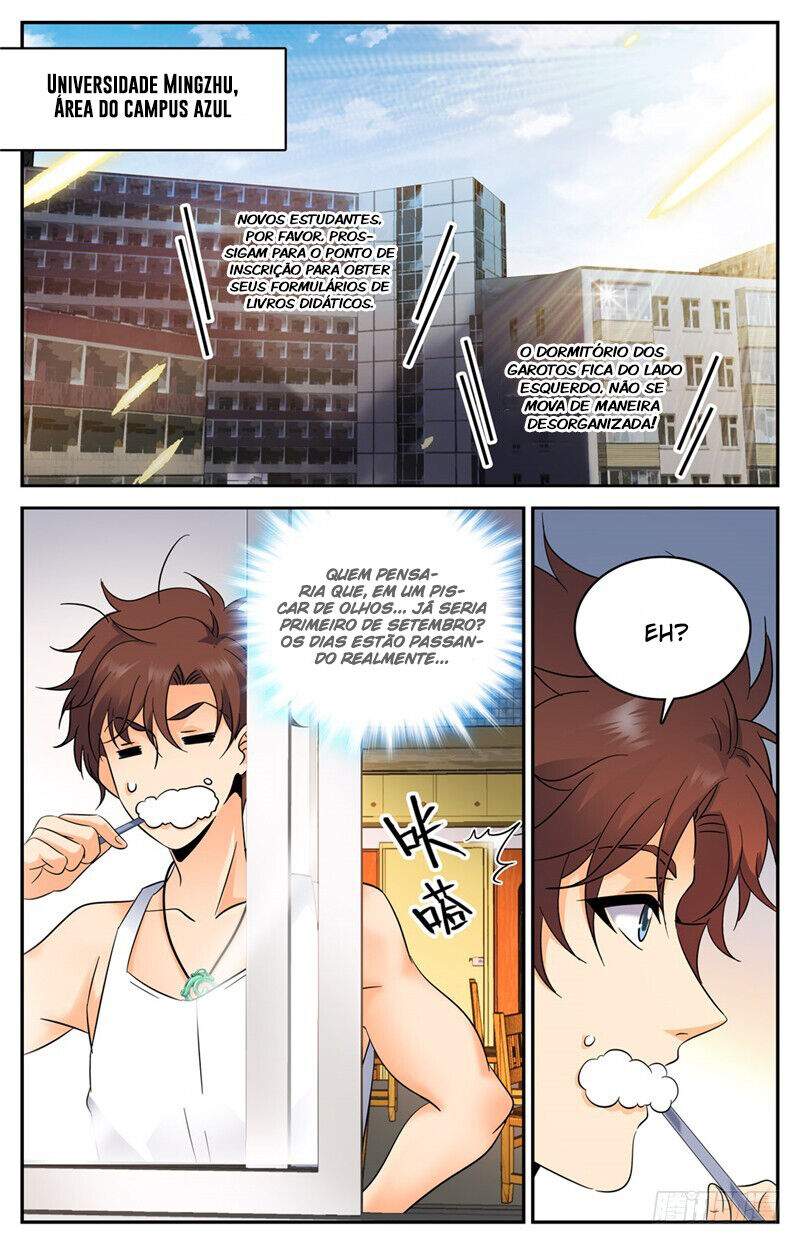 UNIVERSIDADE MINGZHU,
ÁREA DO CAMPUS AZUL
NOVOS ESTUDANTES,
POR FAVOR, PROS-
SIGAM PARA O PONTO DE
INSCRIÇÃO PARA OBTER
SEUS FORMULÁRIOS DE
LIVROS DIDÁTICOS.
O DORMITÓRIO DOS
GAROTOS FICA DO LADO
ESQUERDO, NÃO SE
MOVA DE MANEIRA
DESORGANIZADA!
QUEM PENSA-
RIA QUE, EM UM PIS-
CAR DE OLHOS... JÁ SERIA
PRIMEIRO DE SETEMBRO?
OS DIAS ESTÃO PASSAN-
DO REALMENTE...
咔
嗒
EH?